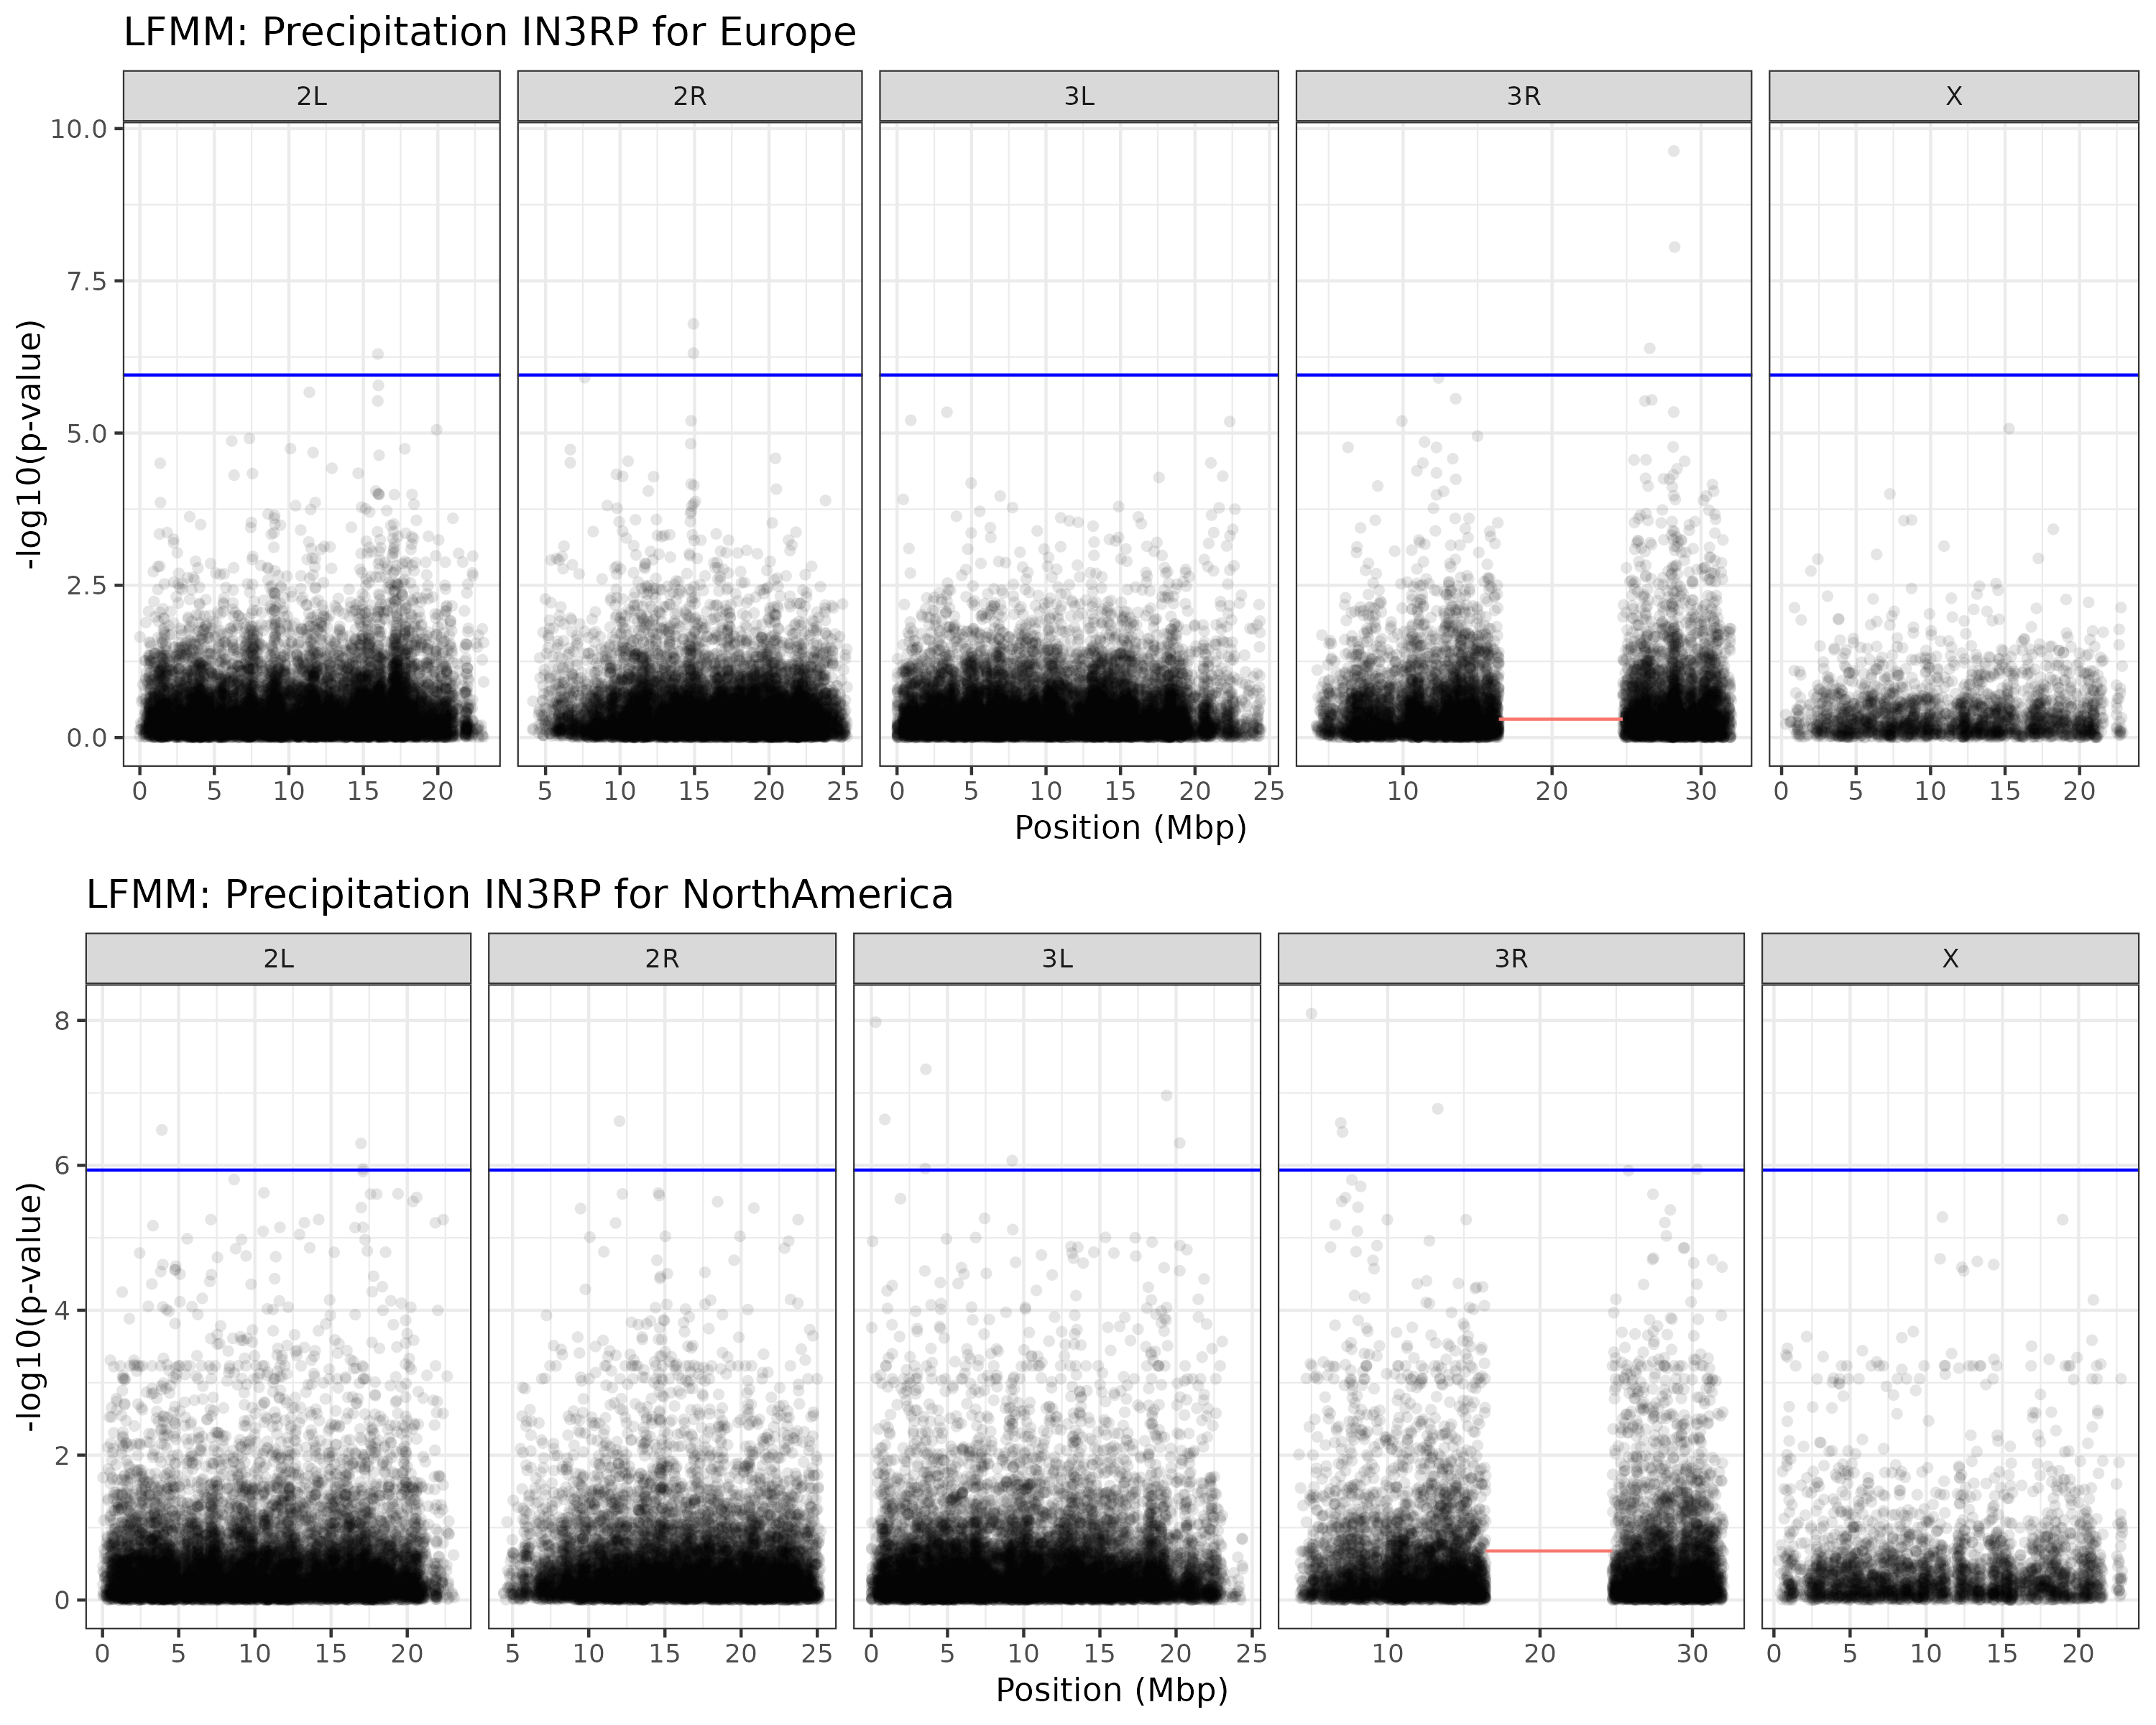 LFMM: Precipitation IN3RP for Europe
2L 2R 3L 3R X
10.0
7.5
5.0
2.5
0.0
-log10(p-value)
0 5 10 15 20 5 10 15 20 25 0 5 10 15 20 25 10 20 30 0 5 10 15 20
Position (Mbp)
LFMM: Precipitation IN3RP for NorthAmerica
2L 2R 3L 3R X
8
6
4
2
0
-log10(p-value)
0 5 10 15 20 5 10 15 20 25 0 5 10 15 20 25 10 20 30 0 5 10 15 20
Position (Mbp)